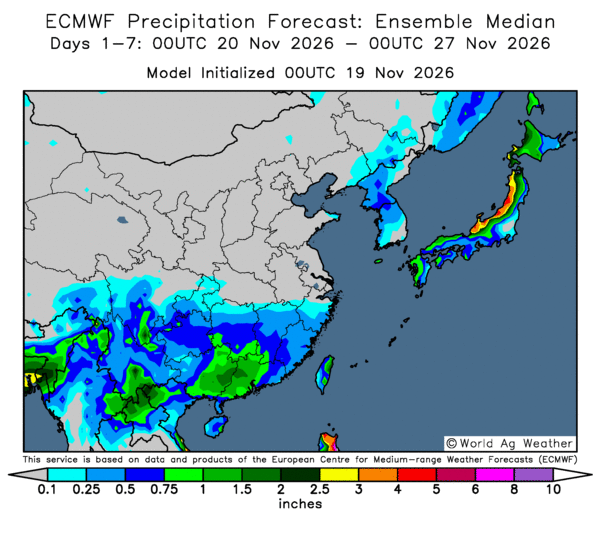 ECMWF Precipitation Forecast: Ensemble Median
Days 1-7: 00UTC 20 Nov 2026 - 00UTC 27 Nov 2026
Model Initialized 00UTC 19 Nov 2026
© World Ag Weather
This service is based on data and products of the European Centre for Medium-range Weather Forecasts (ECMWF)
0.1 0.25 0.5 0.75 1 1.5 2 2.5 3 4 5 6 8 10
inches